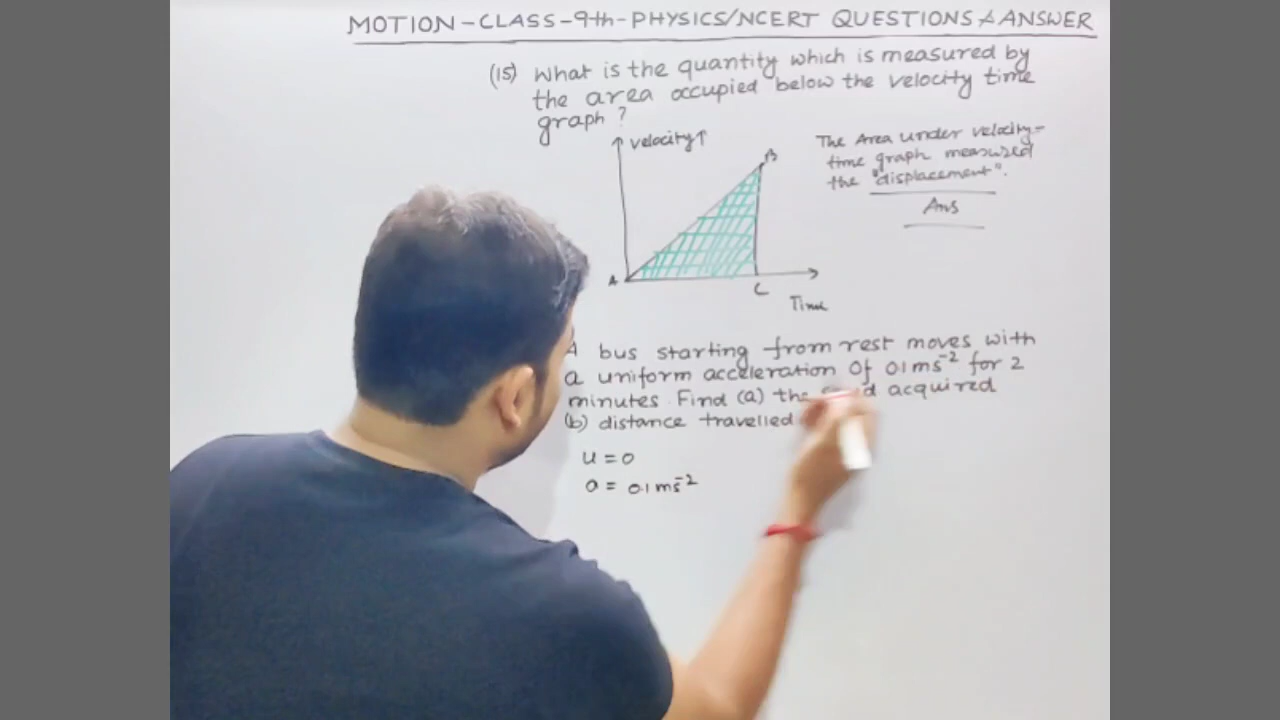 MOTION-CLASS-9th-PHYSICS/NCERT QUESTIONS & ANSWER
(15) What is the quantity which is measured by
the area occupied below the velocity time
graph ?
velocity↑
B
A
C
Time
The Area under velocity-
time graph measured
the "displacement".
Ans
A bus starting from rest moves with
a uniform acceleration Of 0.1 ms⁻² for 2
minutes. Find (a) the acquired
(b) distance travelled
u = 0
a = 0.1 ms⁻²